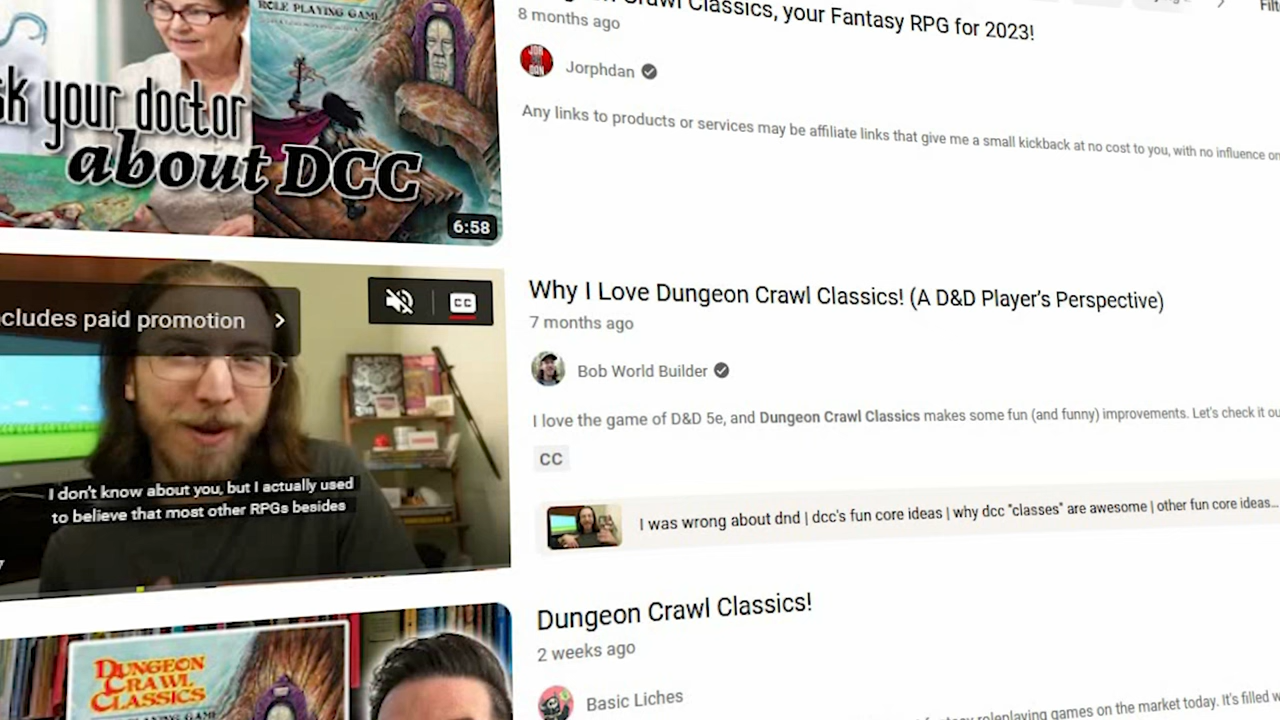 ROLE PLAYING GAME
sk your doctor
about DCC
6:58
Crawl Classics, your Fantasy RPG for 2023!
8 months ago
JOR
DAN
Jorphdan
Any links to products or services may be affiliate links that give me a small kickback at no cost to you, with no influence on
cludes paid promotion
CC
I don't know about you, but I actually used
to believe that most other RPGs besides
Why I Love Dungeon Crawl Classics! (A D&D Player's Perspective)
7 months ago
Bob World Builder
I love the game of D&D 5e, and Dungeon Crawl Classics makes some fun (and funny) improvements. Let's check it ou
CC
I was wrong about dnd | dcc's fun core ideas | why dcc "classes" are awesome | other fun core ideas...
DUNGEON
CRAWL
CLASSICS
Dungeon Crawl Classics!
2 weeks ago
Basic Liches
roleplaying games on the market today. It's filled w